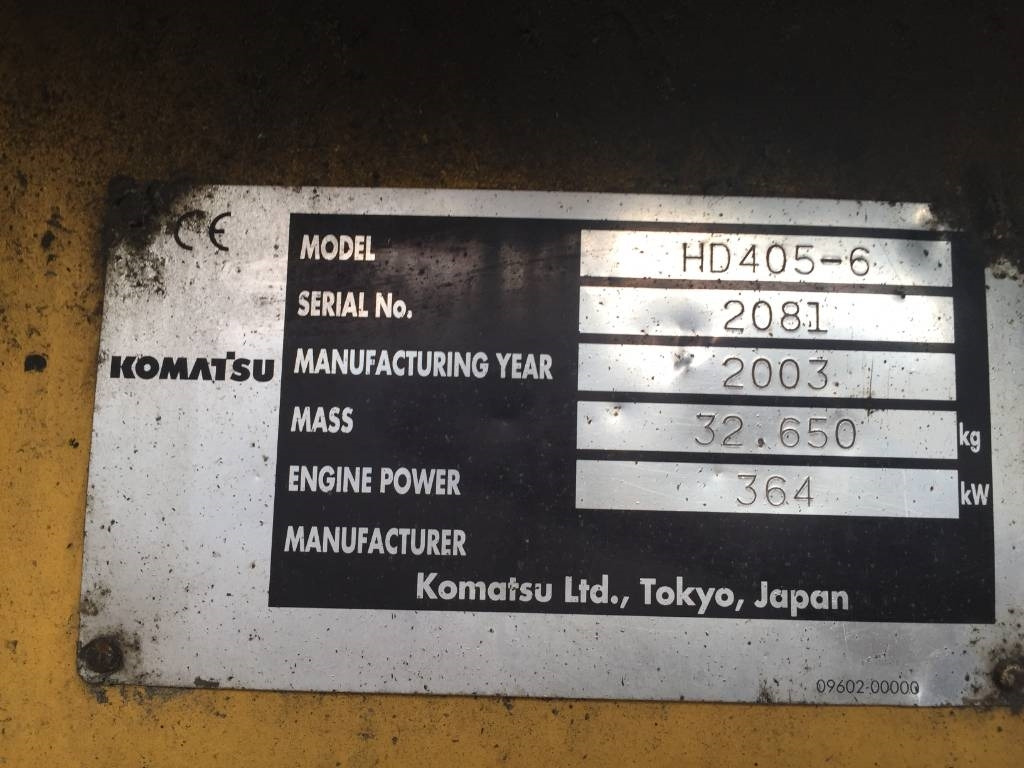 CE
KOMATSU
MODEL HD405-6
SERIAL No. 2081
MANUFACTURING YEAR 2003
MASS 32.650 kg
ENGINE POWER 364 kW
MANUFACTURER
Komatsu Ltd., Tokyo, Japan
09602-00000